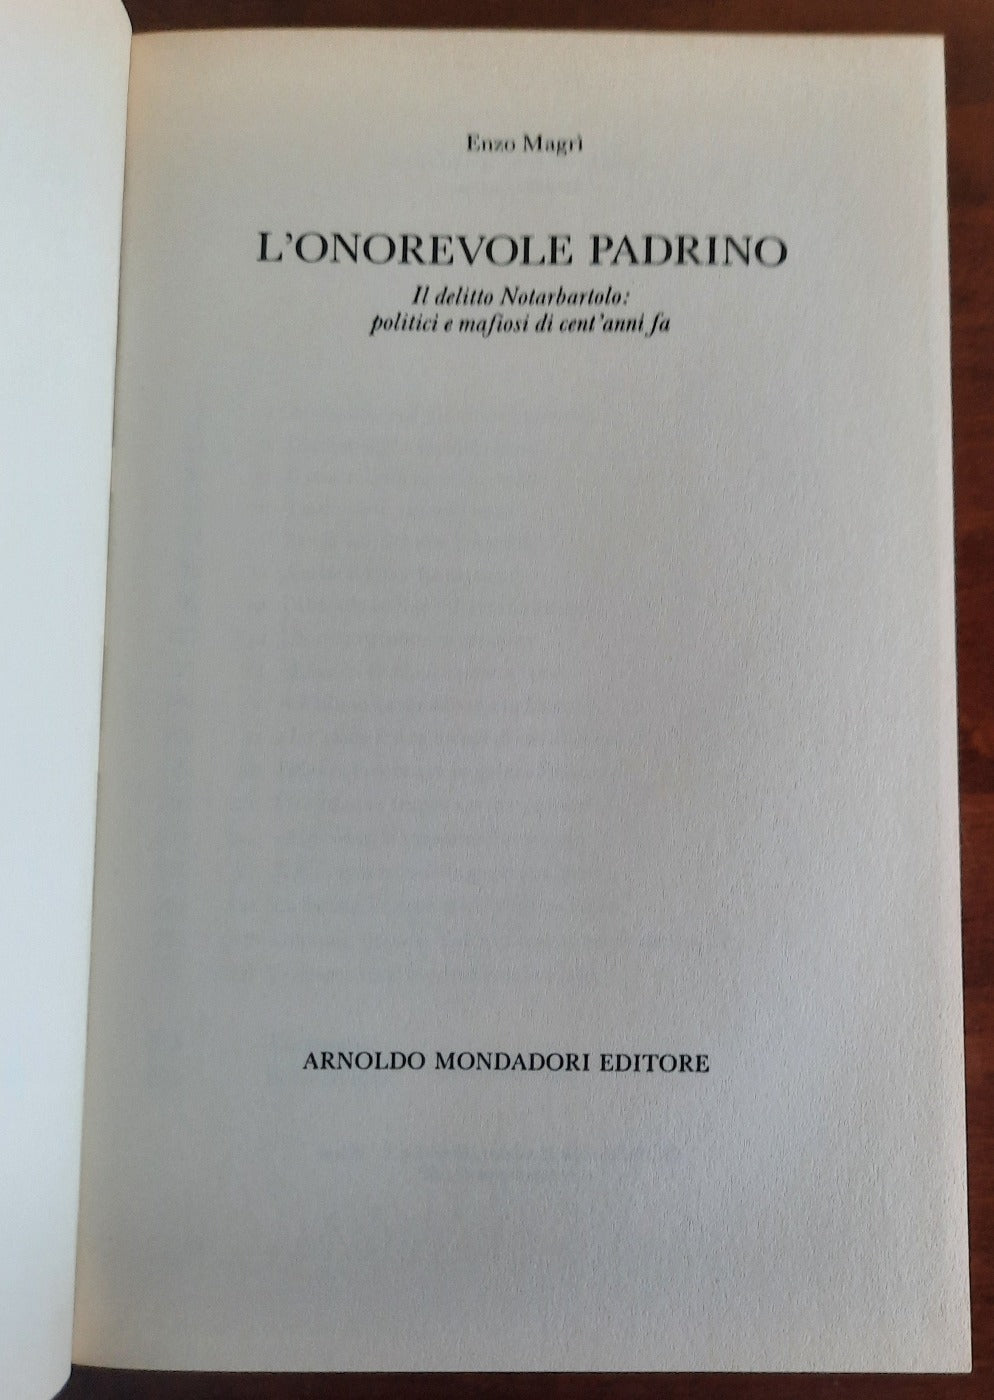 Enzo Magrì
L'ONOREVOLE PADRINO
Il delitto Notarbartolo:
politici e mafiosi di cent'anni fa
ARNOLDO MONDADORI EDITORE